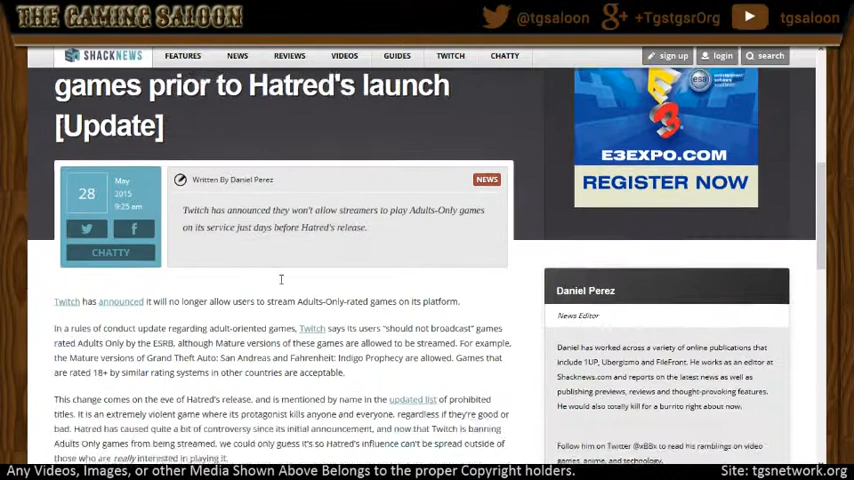 THE GAMING SALOON
@tgsaloon
+TgstgsrOrg
tgsaloon
SHACKNEWS
FEATURES NEWS REVIEWS VIDEOS GUIDES TWITCH CHATTY
sign up login search
games prior to Hatred's launch
[Update]
28
May
2015
9:25 am
CHATTY
Written By Daniel Perez
NEWS
Twitch has announced they won't allow streamers to play Adults-Only games
on its service just days before Hatred's release.
Twitch has announced it will no longer allow users to stream Adults-Only-rated games on its platform.
In a rules of conduct update regarding adult-oriented games, Twitch says its users "should not broadcast" games
rated Adults Only by the ESRB, although Mature versions of these games are allowed to be streamed. For example,
the Mature versions of Grand Theft Auto: San Andreas and Fahrenheit: Indigo Prophecy are allowed. Games that
are rated 18+ by similar rating systems in other countries are acceptable.
This change comes on the eve of Hatred's release, and is mentioned by name in the updated list of prohibited
titles. It is an extremely violent game where its protagonist kills anyone and everyone, regardless if they're good or
bad. Hatred has caused quite a bit of controversy since its initial announcement, and now that Twitch is banning
Adults Only games from being streamed, we could only guess it's so Hatred's influence can't be spread outside of
those who are really interested in playing it.
esa
E3
E3EXPO.COM
REGISTER NOW
Daniel Perez
News Editor
Daniel has worked across a variety of online publications that
include 1UP, Ubergizmo and FileFront. He works as an editor at
Shacknews.com and reports on the latest news as well as
publishing previews, reviews and thought-provoking features.
He would also totally kill for a burrito right about now.
Follow him on Twitter @xBBx to read his ramblings on video
games, anime, and technology.
Any Videos, Images, or other Media Shown Above Belongs to the proper Copyright holders.
Site: tgsnetwork.org